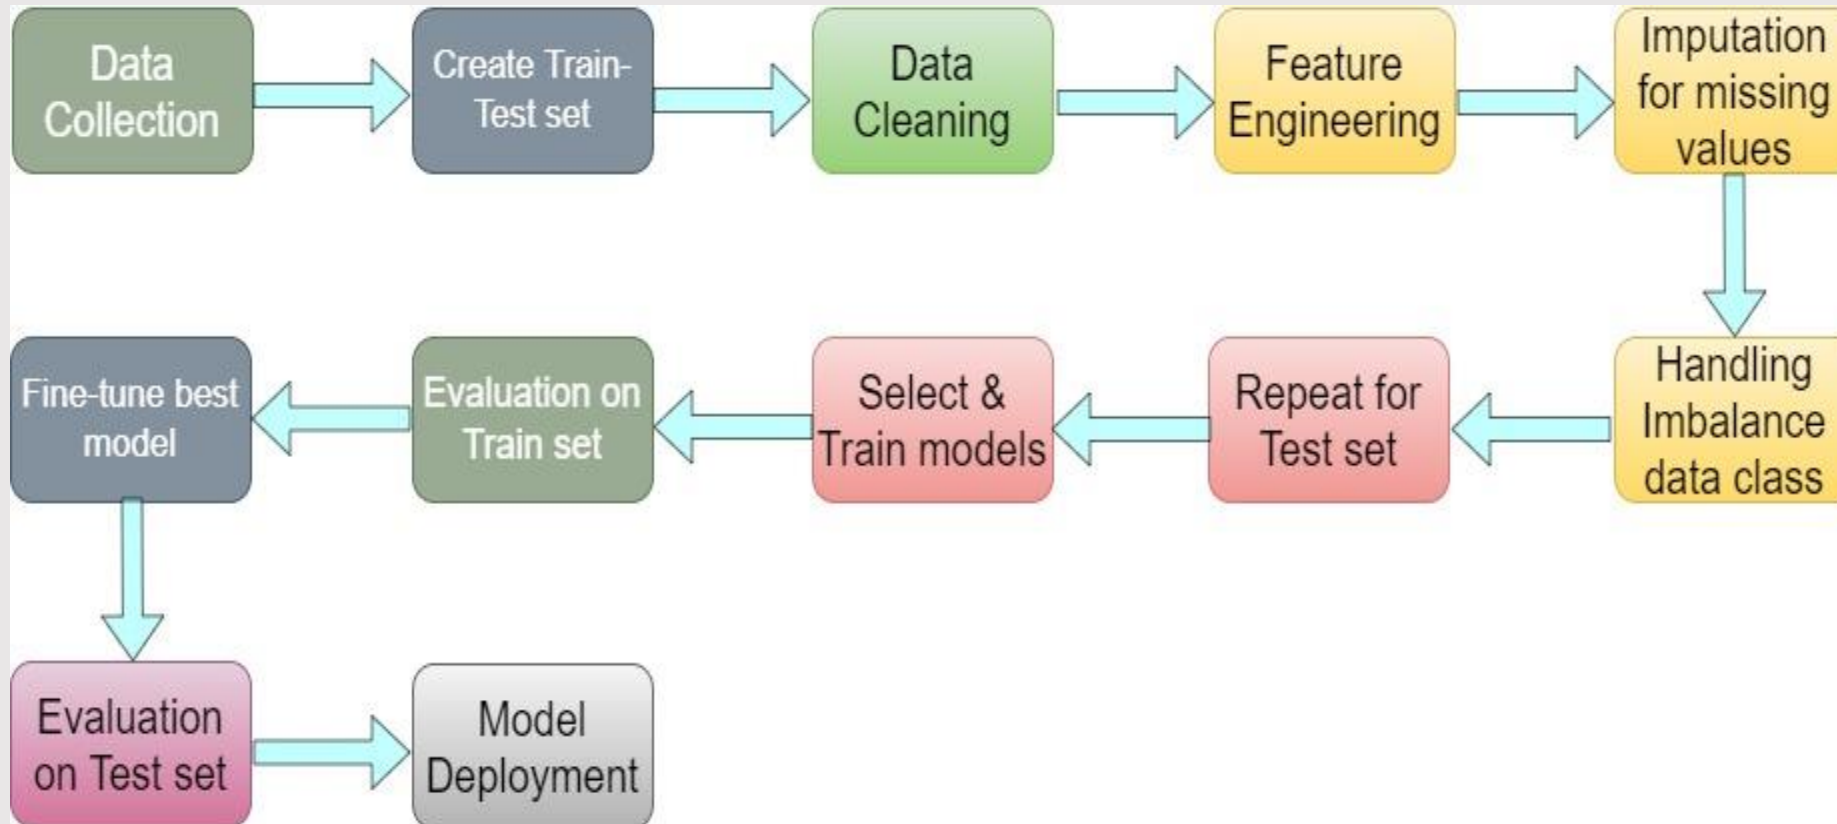 Data
Collection
Create Train-
Test set
Data
Cleaning
Feature
Engineering
Imputation
for missing
values
Handling
Imbalance
data class
Repeat for
Test set
Select &
Train models
Evaluation on
Train set
Fine-tune best
model
Evaluation
on Test set
Model
Deployment